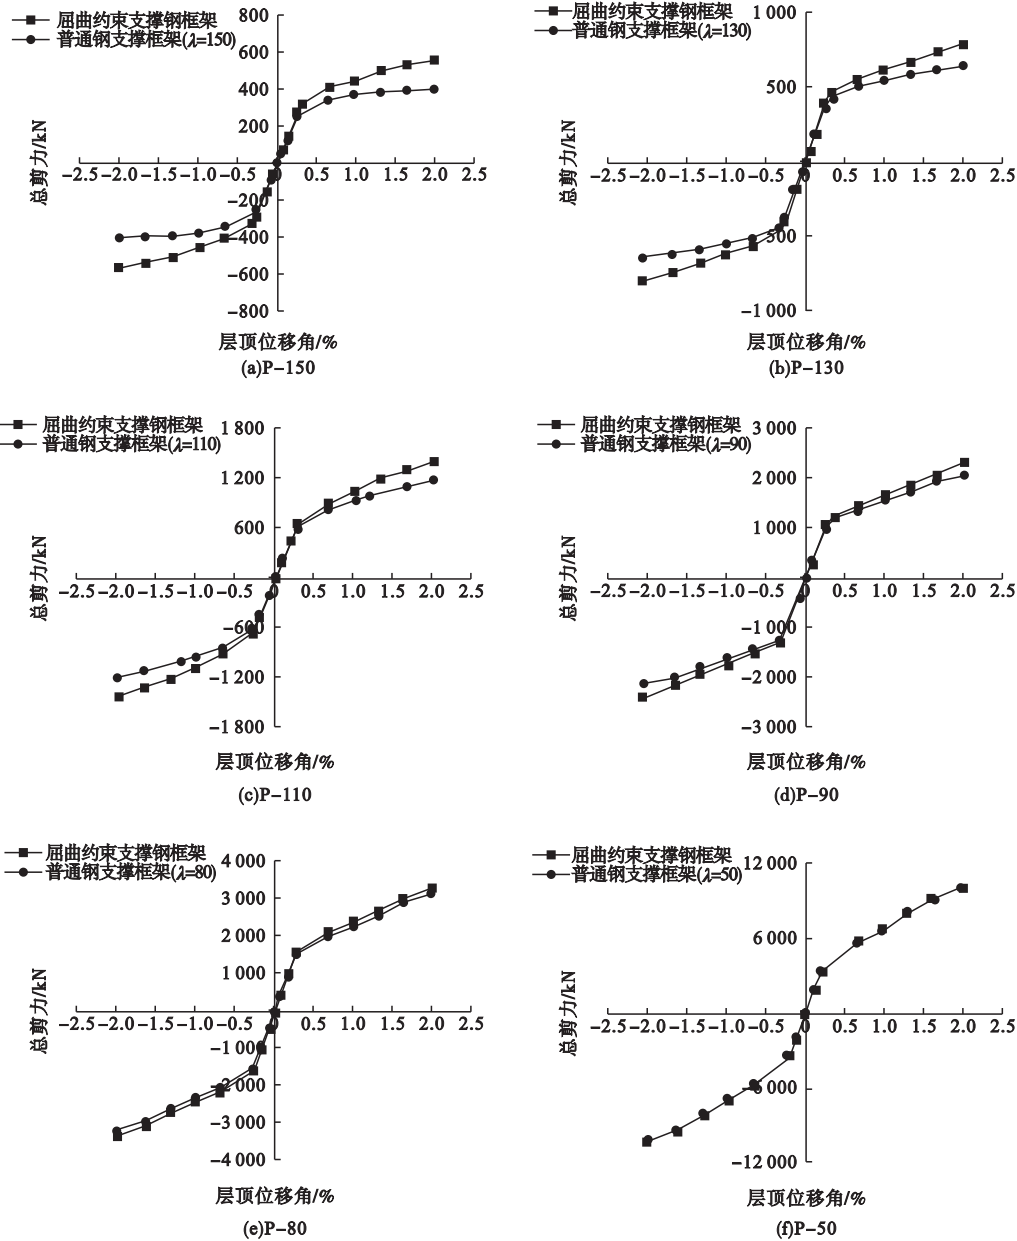 屈曲约束支撑钢框架
普通钢支撑框架(λ=150)
800
600
400
200
-2.5 -2.0 -1.5 -1.0 -0.5 0 0.5 1.0 1.5 2.0 2.5
-200
-400
-600
-800
总剪力/kN
层顶位移角/%
(a)P-150
屈曲约束支撑钢框架
普通钢支撑框架(λ=130)
1 000
500
-2.5 -2.0 -1.5 -1.0 -0.5 0 0.5 1.0 1.5 2.0 2.5
-500
-1 000
总剪力/kN
层顶位移角/%
(b)P-130
屈曲约束支撑钢框架
普通钢支撑框架(λ=110)
1 800
1 200
600
-2.5 -2.0 -1.5 -1.0 -0.5 0 0.5 1.0 1.5 2.0 2.5
-600
-1 200
-1 800
总剪力/kN
层顶位移角/%
(c)P-110
屈曲约束支撑钢框架
普通钢支撑框架(λ=90)
3 000
2 000
1 000
-2.5 -2.0 -1.5 -1.0 -0.5 0 0.5 1.0 1.5 2.0 2.5
-1 000
-2 000
-3 000
总剪力/kN
层顶位移角/%
(d)P-90
屈曲约束支撑钢框架
普通钢支撑框架(λ=80)
4 000
3 000
2 000
1 000
-2.5 -2.0 -1.5 -1.0 -0.5 0 0.5 1.0 1.5 2.0 2.5
-1 000
-2 000
-3 000
-4 000
总剪力/kN
层顶位移角/%
(e)P-80
屈曲约束支撑钢框架
普通钢支撑框架(λ=50)
12 000
6 000
-2.5 -2.0 -1.5 -1.0 -0.5 0 0.5 1.0 1.5 2.0 2.5
-6 000
-12 000
总剪力/kN
层顶位移角/%
(f)P-50